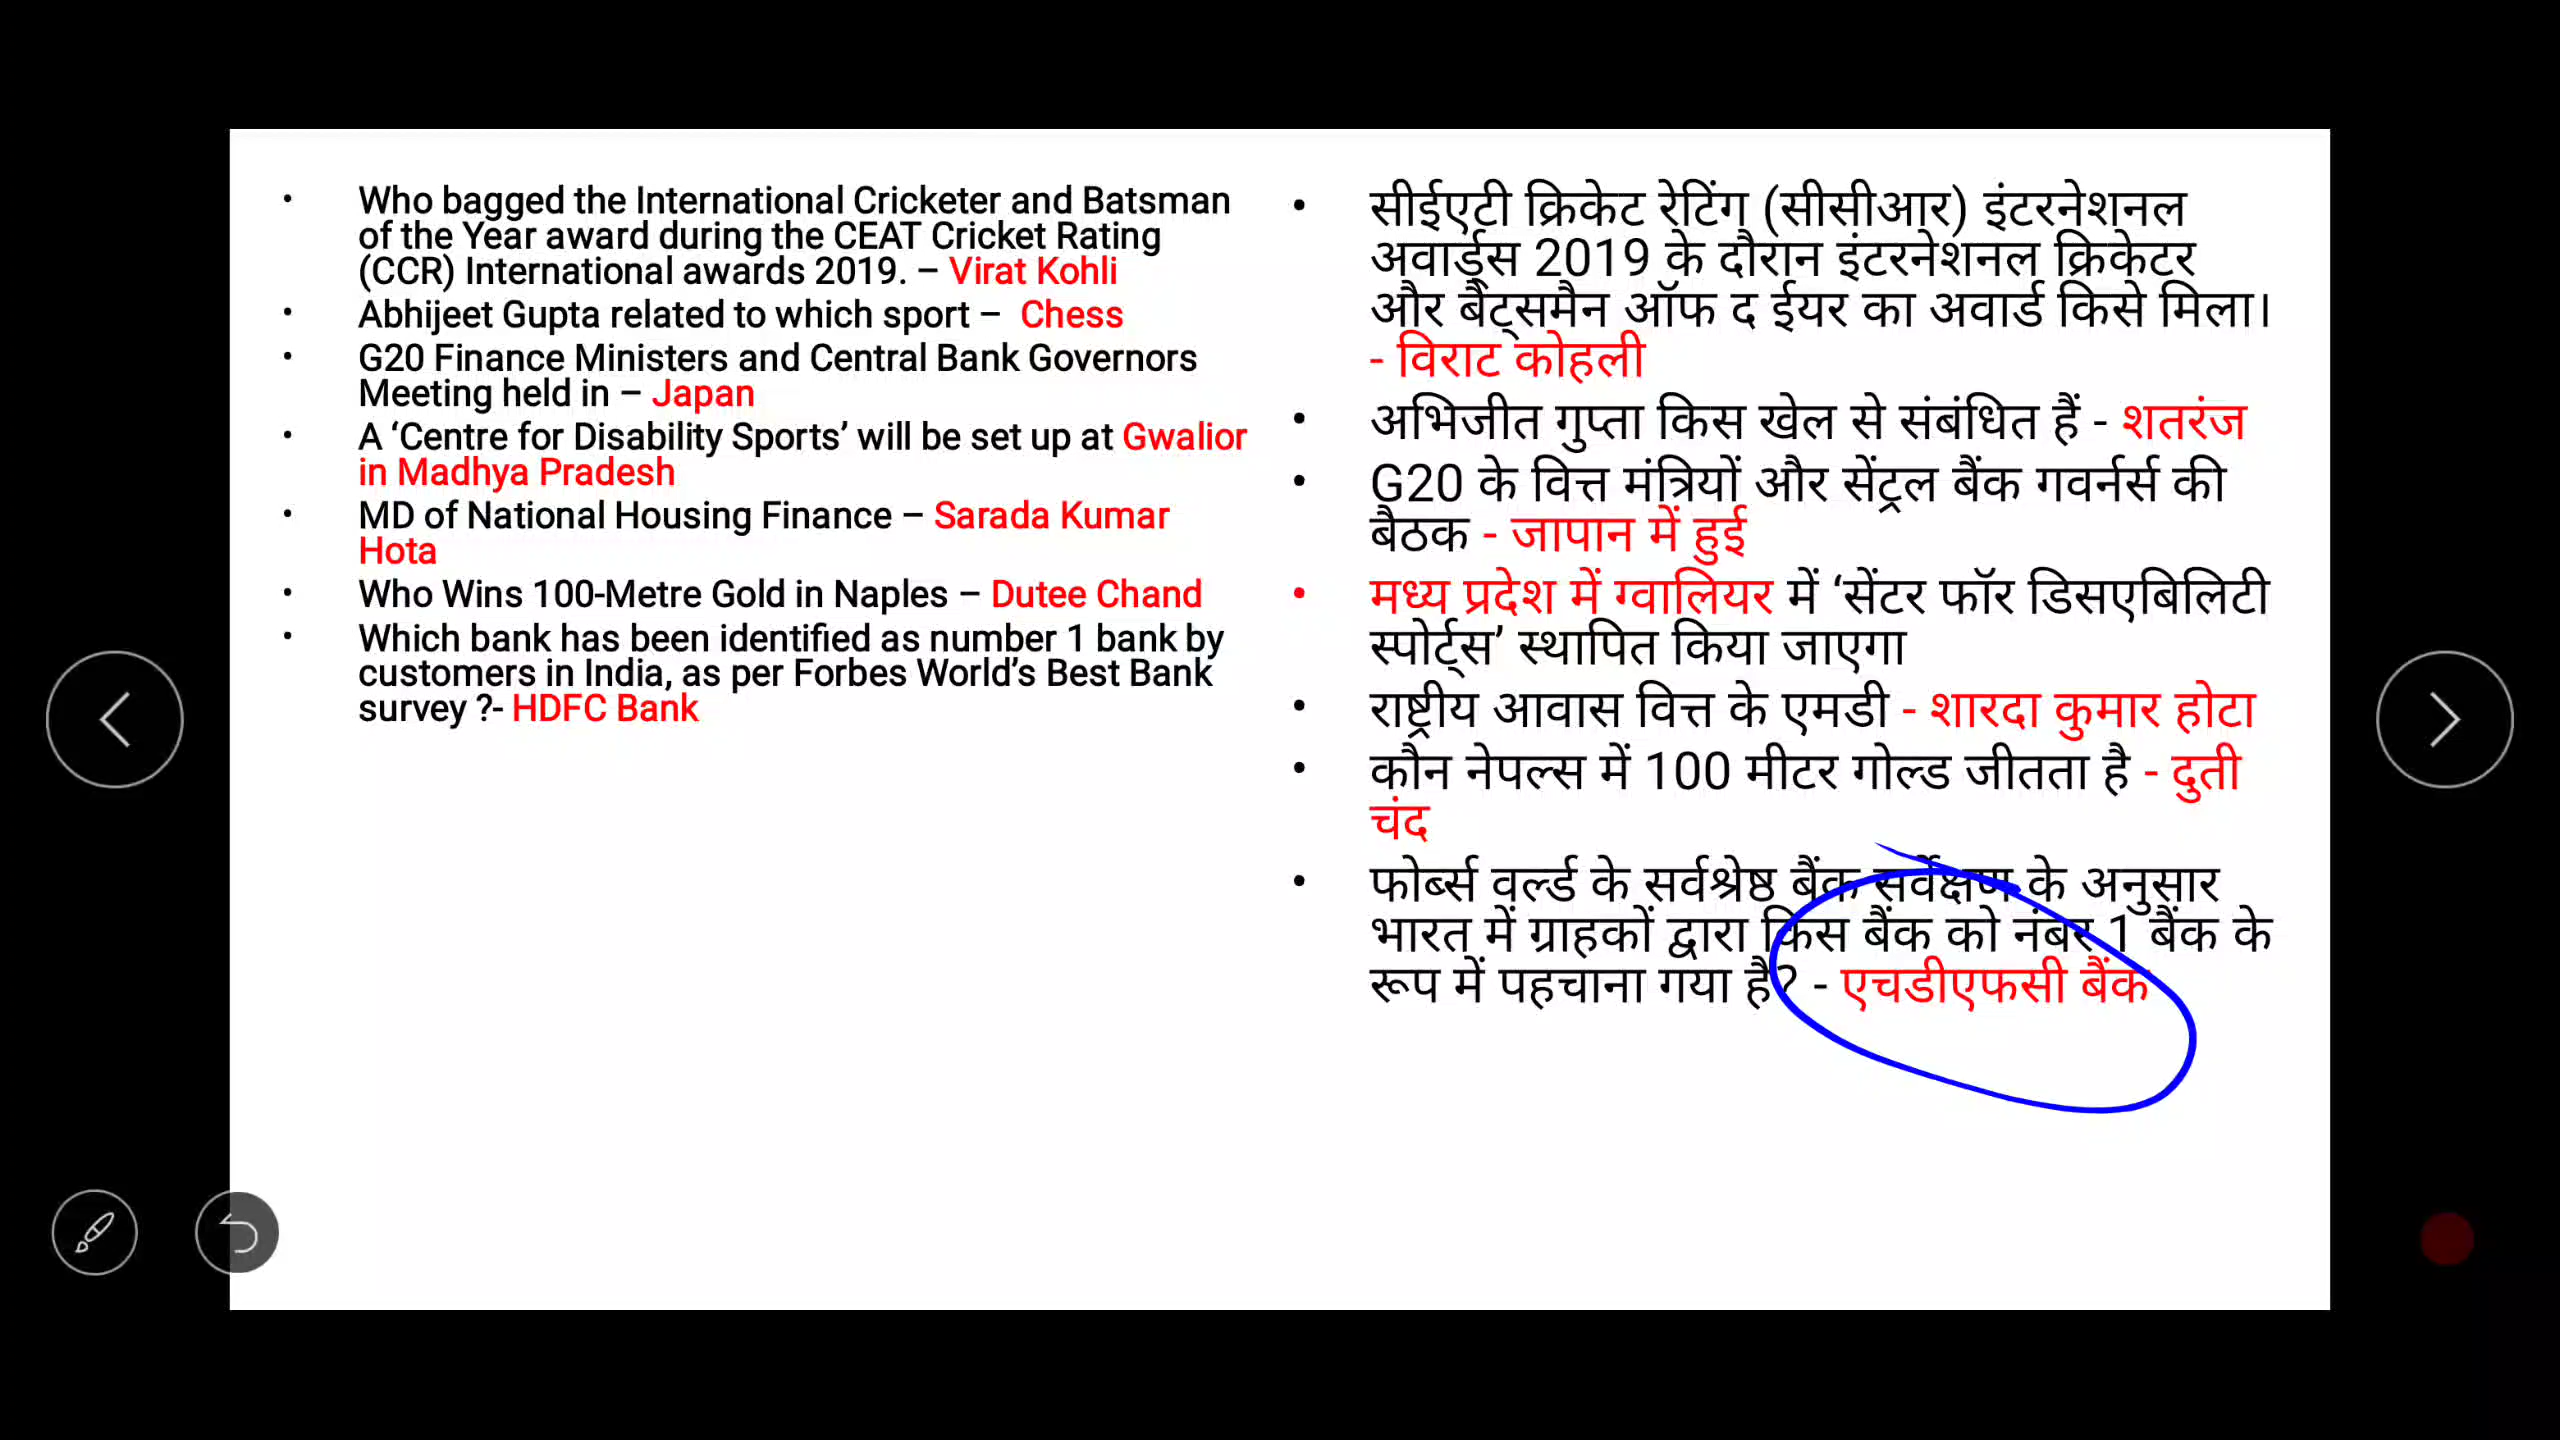 Who bagged the International Cricketer and Batsman
of the Year award during the CEAT Cricket Rating
(CCR) International awards 2019. – Virat Kohli
Abhijeet Gupta related to which sport – Chess
G20 Finance Ministers and Central Bank Governors
Meeting held in – Japan
A ‘Centre for Disability Sports’ will be set up at Gwalior
in Madhya Pradesh
MD of National Housing Finance – Sarada Kumar
Hota
Who Wins 100-Metre Gold in Naples – Dutee Chand
Which bank has been identified as number 1 bank by
customers in India, as per Forbes World’s Best Bank
survey ?- HDFC Bank
सीईएटी क्रिकेट रेटिंग (सीसीआर) इंटरनेशनल
अवार्ड्स 2019 के दौरान इंटरनेशनल क्रिकेटर
और बैट्समैन ऑफ द ईयर का अवार्ड किसे मिला।
- विराट कोहली
अभिजीत गुप्ता किस खेल से संबंधित हैं - शतरंज
G20 के वित्त मंत्रियों और सेंट्रल बैंक गवर्नर्स की
बैठक - जापान में हुई
मध्य प्रदेश में ग्वालियर में ‘सेंटर फॉर डिसएबिलिटी
स्पोर्ट्स’ स्थापित किया जाएगा
राष्ट्रीय आवास वित्त के एमडी - शारदा कुमार होटा
कौन नेपल्स में 100 मीटर गोल्ड जीतता है - दुती
चंद
फोर्ब्स वर्ल्ड के सर्वश्रेष्ठ बैंक सर्वेक्षण के अनुसार
भारत में ग्राहकों द्वारा किस बैंक को नंबर 1 बैंक के
रूप में पहचाना गया है? - एचडीएफसी बैंक